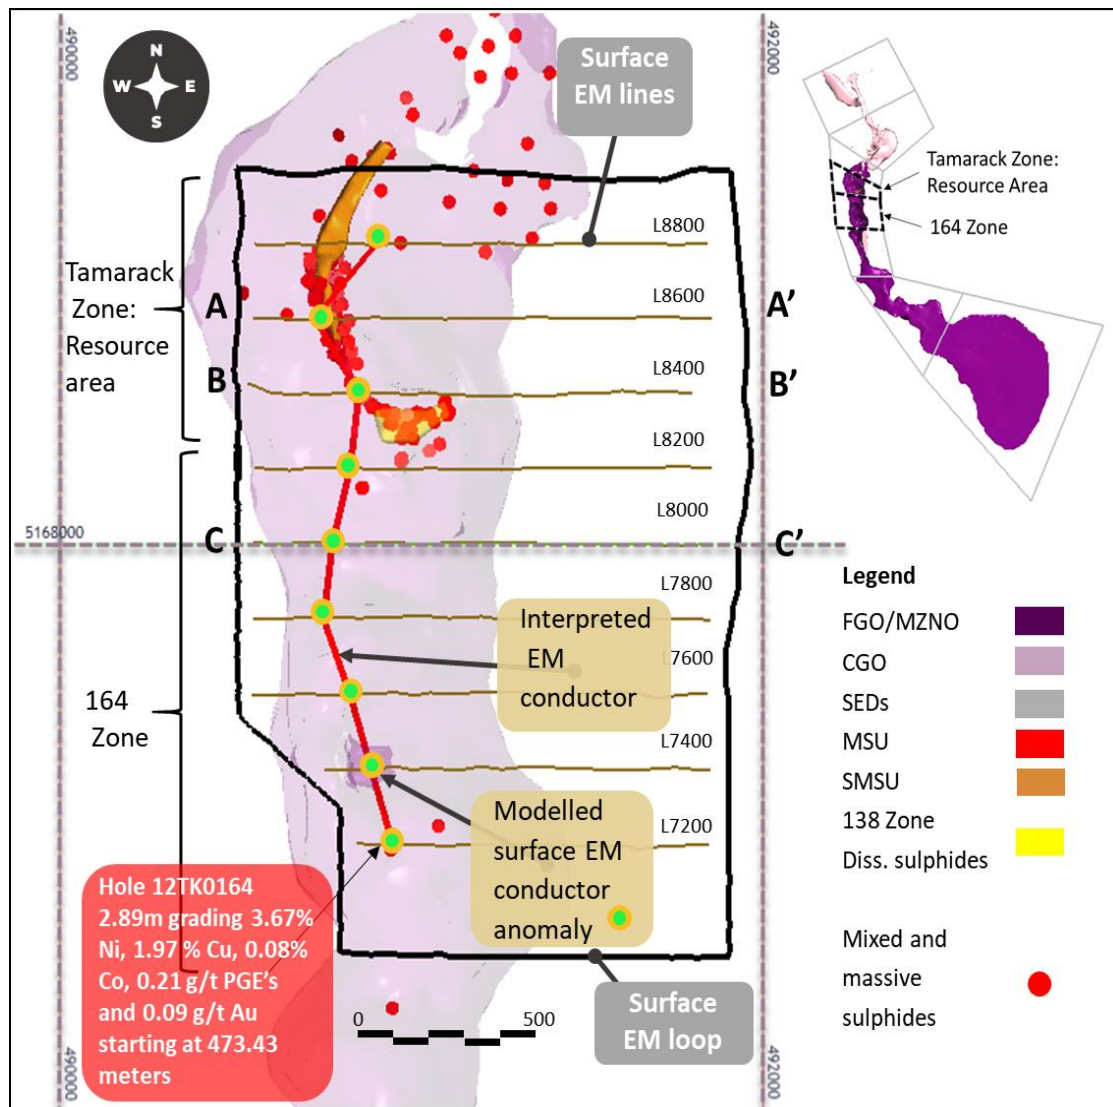 490000
492000
N
W
E
S
Surface
EM lines
Tamarack Zone:
Resource Area
164 Zone
L8800
Tamarack
Zone:
Resource
area
L8600
A
A'
L8400
B
B'
L8200
L8000
5168000
C
C'
L7800
Interpreted
EM
conductor
L7600
164
Zone
L7400
L7200
Modelled
surface EM
conductor
anomaly
Hole 12TK0164
2.89m grading 3.67%
Ni, 1.97 % Cu, 0.08%
Co, 0.21 g/t PGE's
and 0.09 g/t Au
starting at 473.43
meters
Surface
EM loop
0
500
490000
492000
Legend
FGO/MZNO
CGO
SEDs
MSU
SMSU
138 Zone
Diss. sulphides
Mixed and
massive
sulphides